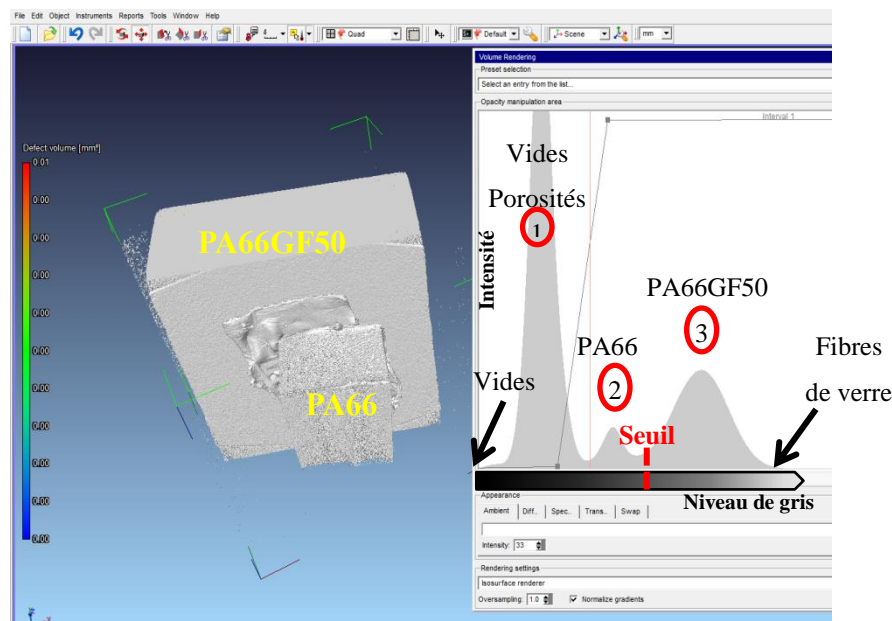 File Edit Object Instruments Reports Tools Window Help
Quad
Default
Scene
mm
Defect volume [mm³]
0.01
0.00
0.00
0.00
0.00
0.00
0.00
0.00
0.00
0.00
PA66GF50
PA66
Volume Rendering
Preset selection
Select an entry from the list...
Opacity manipulation area
Interval 1
Vides
Porosités
1
Intensité
PA66GF50
3
PA66
2
Fibres
de verre
Vides
Seuil
Niveau de gris
Appearance
Ambient Diff.. Spec.. Trans.. Swap
Intensity: 33
Rendering settings
Isosurface renderer
Oversampling: 1.0 Normalize gradients